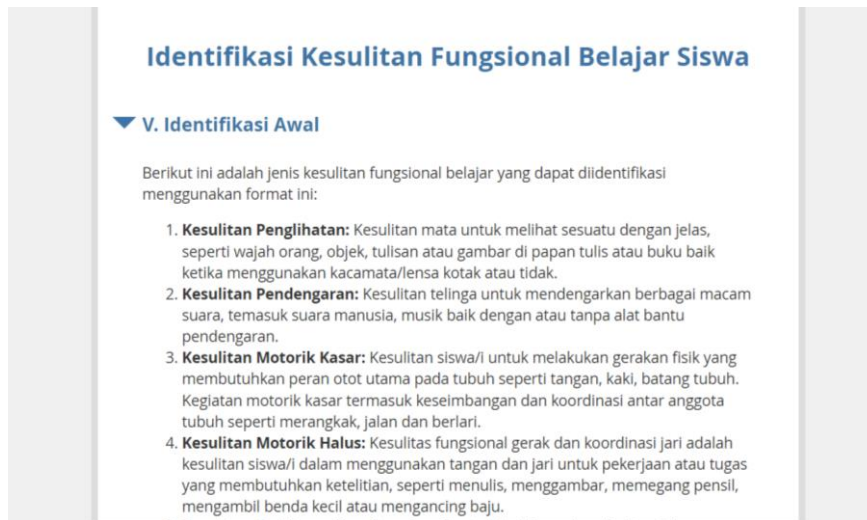 Identifikasi Kesulitan Fungsional Belajar Siswa
V. Identifikasi Awal
Berikut ini adalah jenis kesulitan fungsional belajar yang dapat diidentifikasi
menggunakan format ini:
1. Kesulitan Penglihatan: Kesulitan mata untuk melihat sesuatu dengan jelas,
seperti wajah orang, objek, tulisan atau gambar di papan tulis atau buku baik
ketika menggunakan kacamata/lensa kotak atau tidak.
2. Kesulitan Pendengaran: Kesulitan telinga untuk mendengarkan berbagai macam
suara, temasuk suara manusia, musik baik dengan atau tanpa alat bantu
pendengaran.
3. Kesulitan Motorik Kasar: Kesulitan siswa/i untuk melakukan gerakan fisik yang
membutuhkan peran otot utama pada tubuh seperti tangan, kaki, batang tubuh.
Kegiatan motorik kasar termasuk keseimbangan dan koordinasi antar anggota
tubuh seperti merangkak, jalan dan berlari.
4. Kesulitan Motorik Halus: Kesulitas fungsional gerak dan koordinasi jari adalah
kesulitan siswa/i dalam menggunakan tangan dan jari untuk pekerjaan atau tugas
yang membutuhkan ketelitian, seperti menulis, menggambar, memegang pensil,
mengambil benda kecil atau mengancing baju.